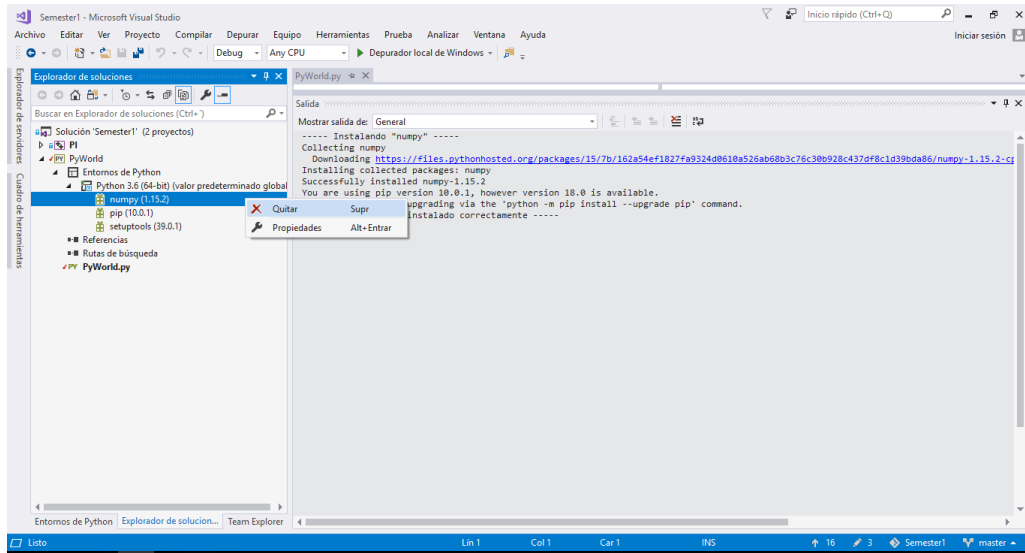 Semester1 - Microsoft Visual Studio
Inicio rápido (Ctrl+Q)
Archivo Editar Ver Proyecto Compilar Depurar Equipo Herramientas Prueba Analizar Ventana Ayuda
Iniciar sesión
Debug Any CPU Depurador local de Windows
Explorador de servidores
Cuadro de herramientas
Explorador de soluciones
Buscar en Explorador de soluciones (Ctrl+´)
Solución 'Semester1' (2 proyectos)
PI
PY PyWorld
Entornos de Python
Python 3.6 (64-bit) (valor predeterminado global
numpy (1.15.2)
pip (10.0.1)
setuptools (39.0.1)
Referencias
Rutas de búsqueda
PY PyWorld.py
Quitar Supr
Propiedades Alt+Entrar
Entornos de Python Explorador de solucion... Team Explorer
PyWorld.py
Salida
Mostrar salida de: General
----- Instalando "numpy" -----
Collecting numpy
Downloading https://files.pythonhosted.org/packages/15/7b/162a54ef1827fa9324d0610a526ab68b3c76c30b928c437df8c1d39bda86/numpy-1.15.2-cp
Installing collected packages: numpy
Successfully installed numpy-1.15.2
You are using pip version 10.0.1, however version 18.0 is available.
upgrading via the 'python -m pip install --upgrade pip' command.
instalado correctamente -----
Listo
Lín 1 Col 1 Car 1 INS
16 3 Semester1 master